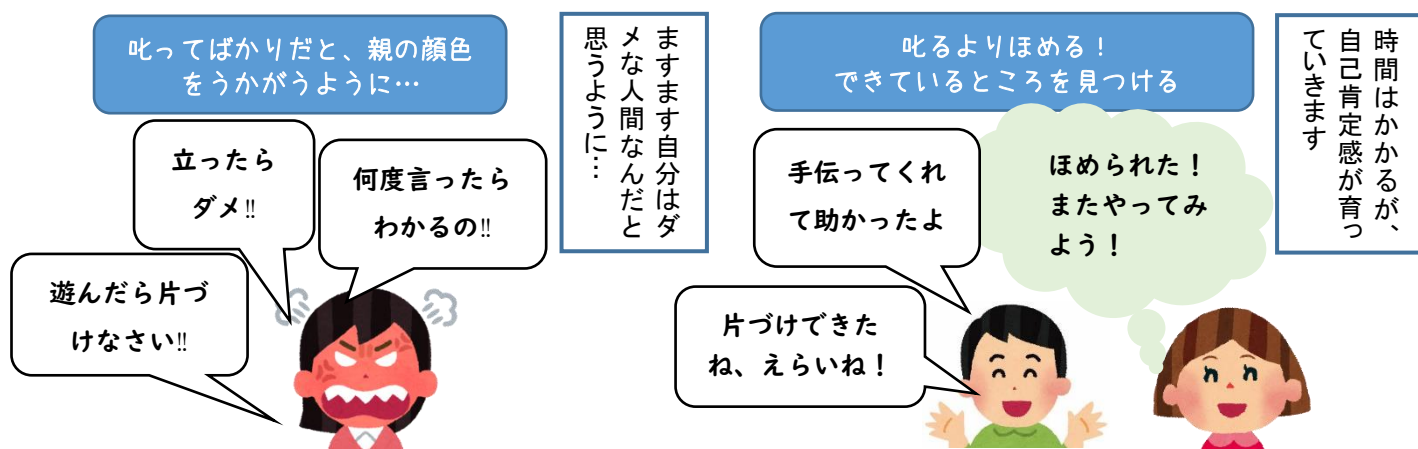 叱ってばかりだと、親の顔色
をうかがうように…
立ったら
ダメ‼
何度言ったら
わかるの‼
遊んだら片づ
けなさい‼
ますます自分はダ
メな人間なんだと
思うように…
叱るよりほめる！
できているところを見つける
手伝ってくれ
て助かったよ
片づけできた
ね、えらいね！
ほめられた！
またやってみ
よう！
時間はかかるが、
自己肯定感が育っ
ていきます